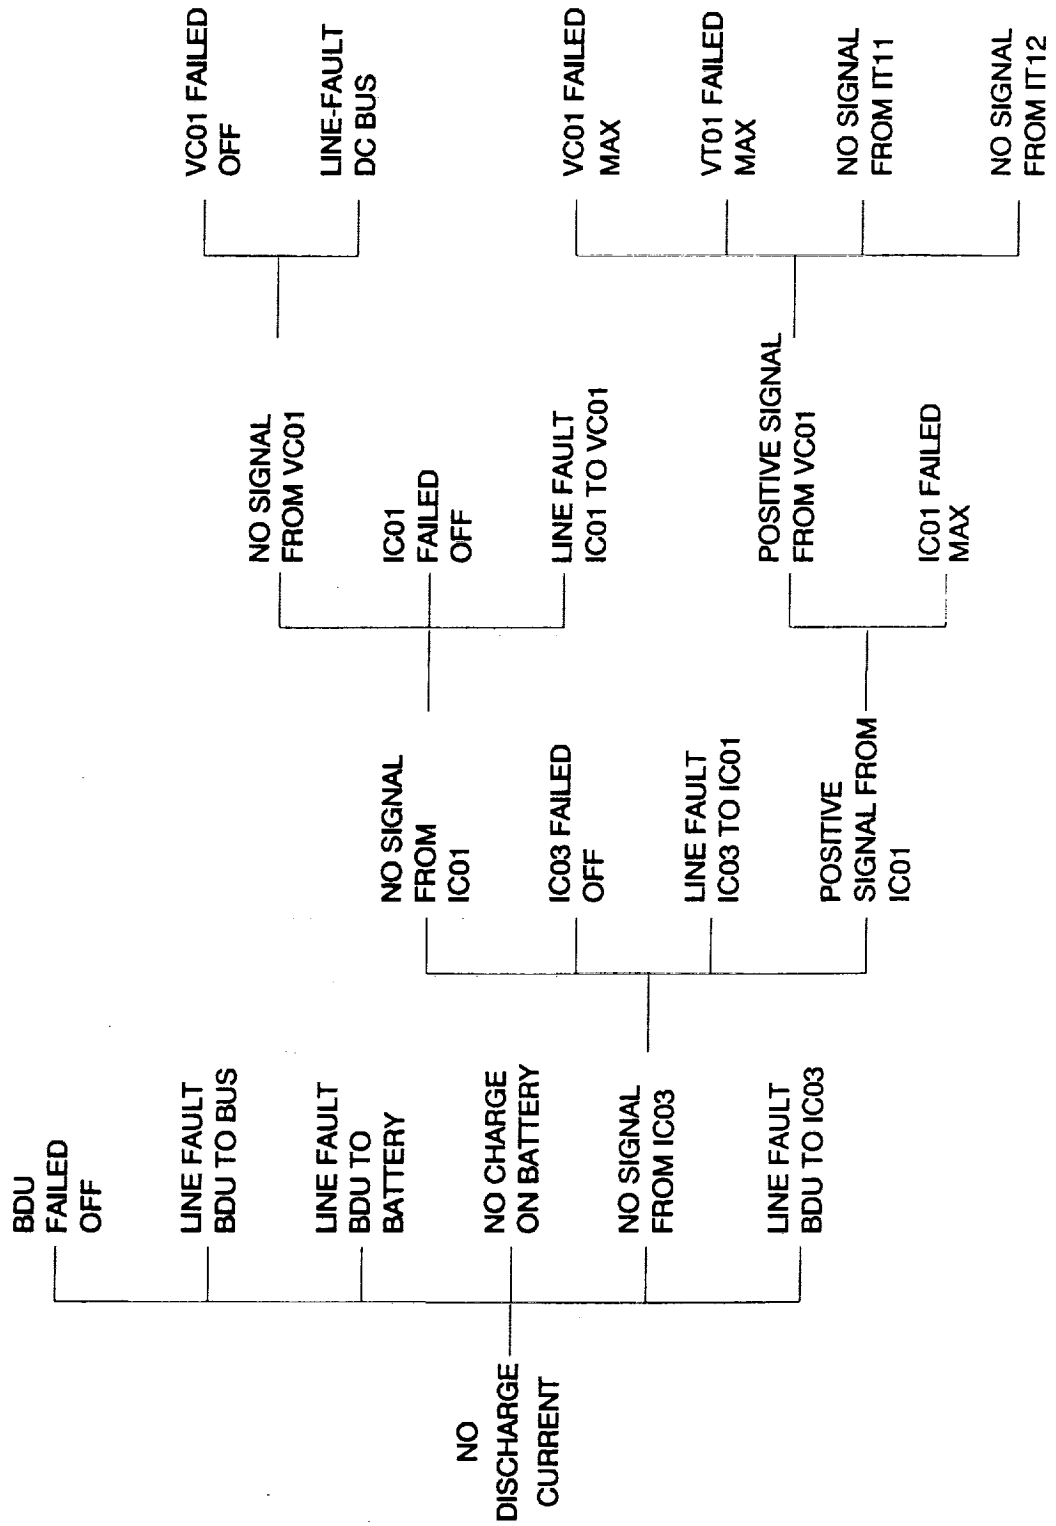 NO
DISCHARGE
CURRENT
BDU
FAILED
OFF
LINE FAULT
BDU TO BUS
LINE FAULT
BDU TO
BATTERY
NO CHARGE
ON BATTERY
NO SIGNAL
FROM IC03
LINE FAULT
BDU TO IC03
NO SIGNAL
FROM
IC01
IC03 FAILED
OFF
LINE FAULT
IC03 TO IC01
POSITIVE
SIGNAL FROM
IC01
NO SIGNAL
FROM VC01
IC01
FAILED
OFF
LINE FAULT
IC01 TO VC01
POSITIVE SIGNAL
FROM VC01
IC01 FAILED
MAX
VC01 FAILED
OFF
LINE-FAULT
DC BUS
VC01 FAILED
MAX
VT01 FAILED
MAX
NO SIGNAL
FROM IT11
NO SIGNAL
FROM IT12